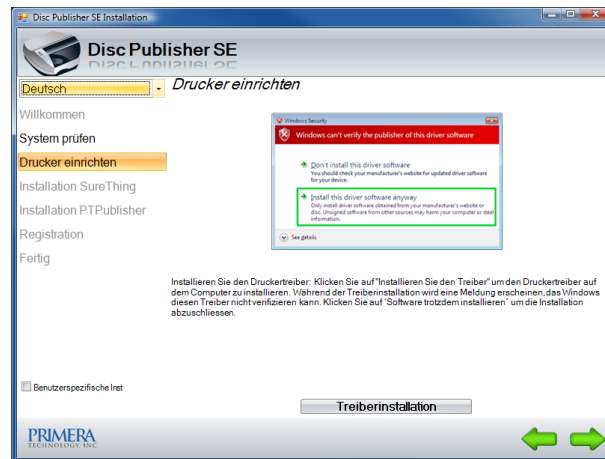 Disc Publisher SE Installation
Disc Publisher SE
Deutsch
Drucker einrichten
Willkommen
System prüfen
Drucker einrichten
Installation SureThing
Installation PTPublisher
Registration
Fertig
Windows Security
Windows can't verify the publisher of this driver software
Don't install this driver software
You should check your manufacturer's website for updated driver software
for your device.
Install this driver software anyway
Only install driver software obtained from your manufacturer's website or
disc. Unsigned software from other sources may harm your computer or steal
information.
See details
Installieren Sie den Druckertreiber: Klicken Sie auf "Installieren Sie den Treiber" um den Druckertreiber auf
dem Computer zu installieren. Während der Treiberinstallation wird eine Meldung erscheinen, das Windows
diesen Treiber nicht verifizieren kann. Klicken Sie auf ´Software trotzdem installieren´ um die Installation
abzuschliessen.
Benutzerspezifische Inst
Treiberinstallation
PRIMERA
TECHNOLOGY, INC.